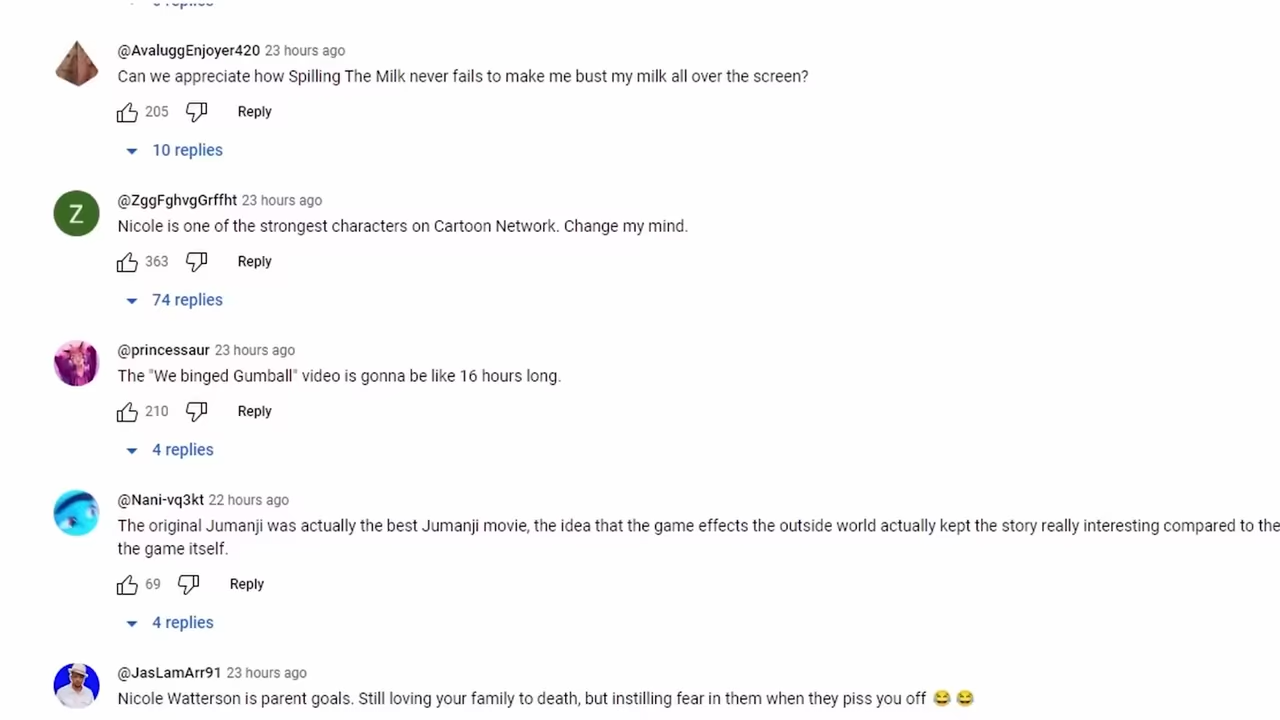 @AvaluggEnjoyer420 23 hours ago
Can we appreciate how Spilling The Milk never fails to make me bust my milk all over the screen?
205 Reply
10 replies
Z
@ZggFghvgGrffht 23 hours ago
Nicole is one of the strongest characters on Cartoon Network. Change my mind.
363 Reply
74 replies
@princessaur 23 hours ago
The "We binged Gumball" video is gonna be like 16 hours long.
210 Reply
4 replies
@Nani-vq3kt 22 hours ago
The original Jumanji was actually the best Jumanji movie, the idea that the game effects the outside world actually kept the story really interesting compared to the
the game itself.
69 Reply
4 replies
@JasLamArr91 23 hours ago
Nicole Watterson is parent goals. Still loving your family to death, but instilling fear in them when they piss you off 😂 😂